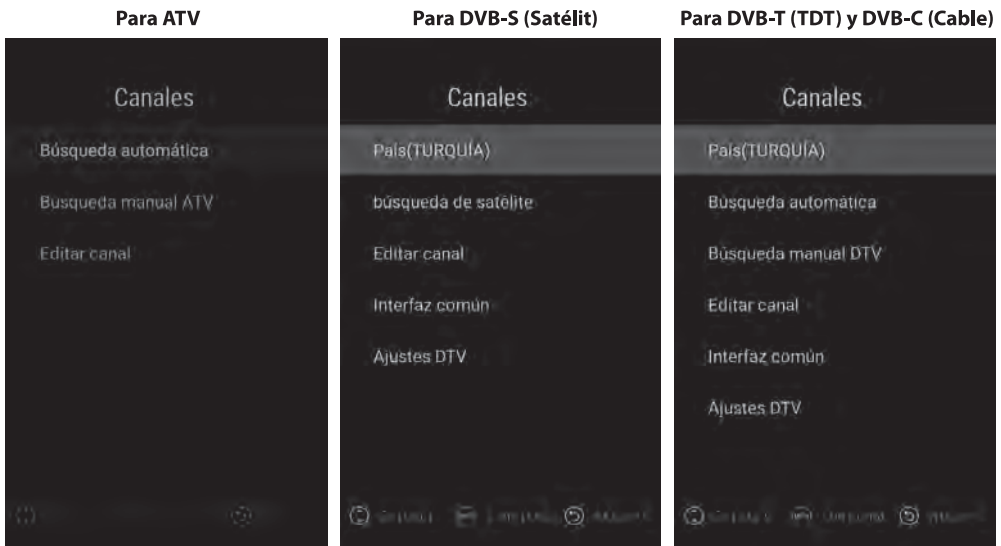 Para ATV
Canales
Búsqueda automática
Busqueda manual ATV
Editar canal
Para DVB-S (Satélit)
Canales
País(TURQUÍA)
búsqueda de satélite
Editar canal
Interfaz común
Ajustes DTV
Para DVB-T (TDT) y DVB-C (Cable)
Canales
País(TURQUÍA)
Búsqueda automática
Búsqueda manual DTV
Editar canal
Interfaz común
Ajustes DTV